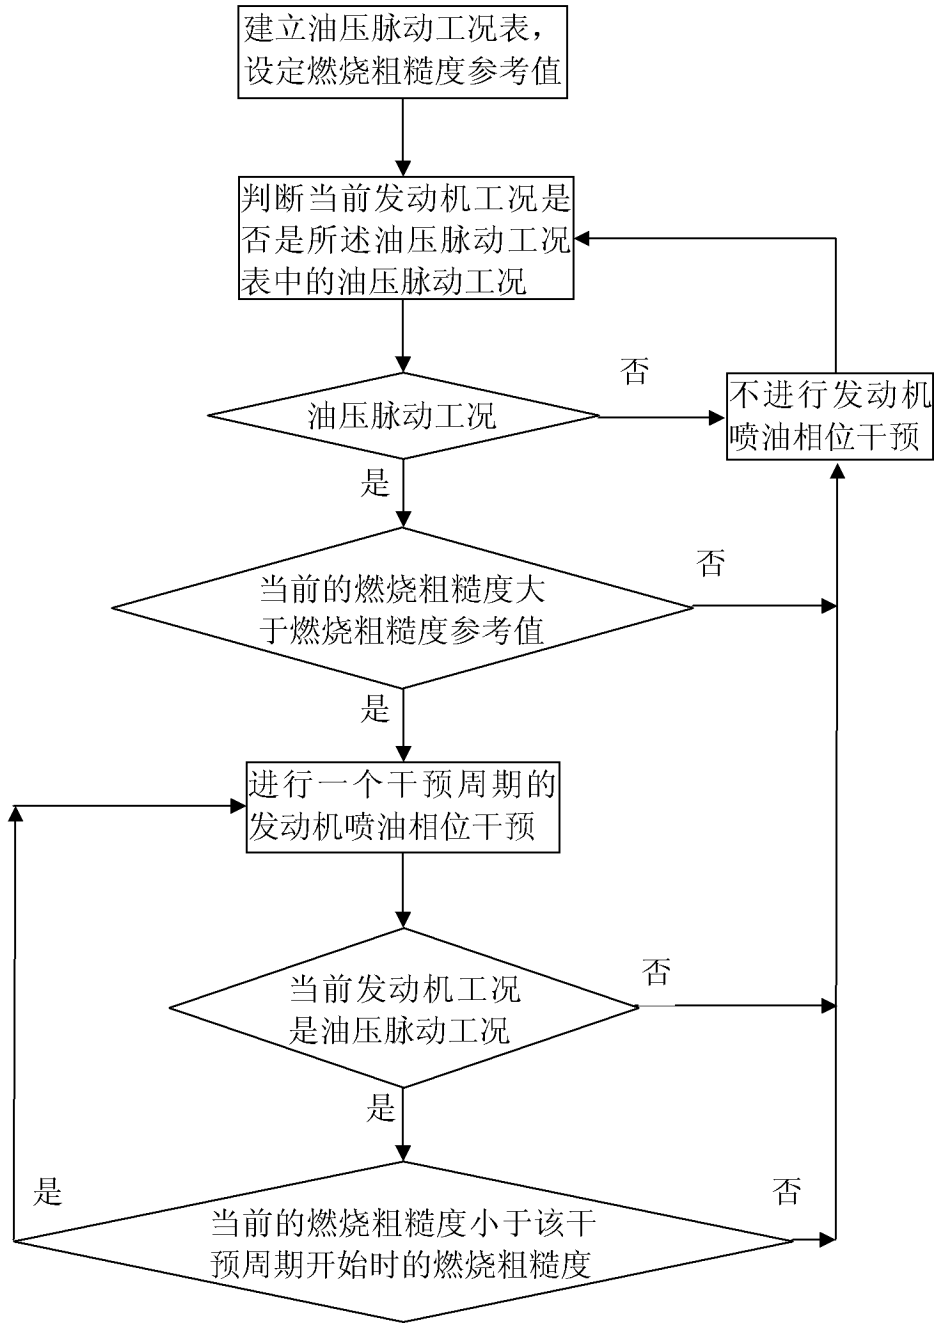 建立油压脉动工况表，
设定燃烧粗糙度参考值
判断当前发动机工况是
否是所述油压脉动工况
表中的油压脉动工况
否
油压脉动工况
不进行发动机
喷油相位干预
是
否
当前的燃烧粗糙度大
于燃烧粗糙度参考值
是
进行一个干预周期的
发动机喷油相位干预
否
当前发动机工况
是油压脉动工况
是
是
否
当前的燃烧粗糙度小于该干
预周期开始时的燃烧粗糙度